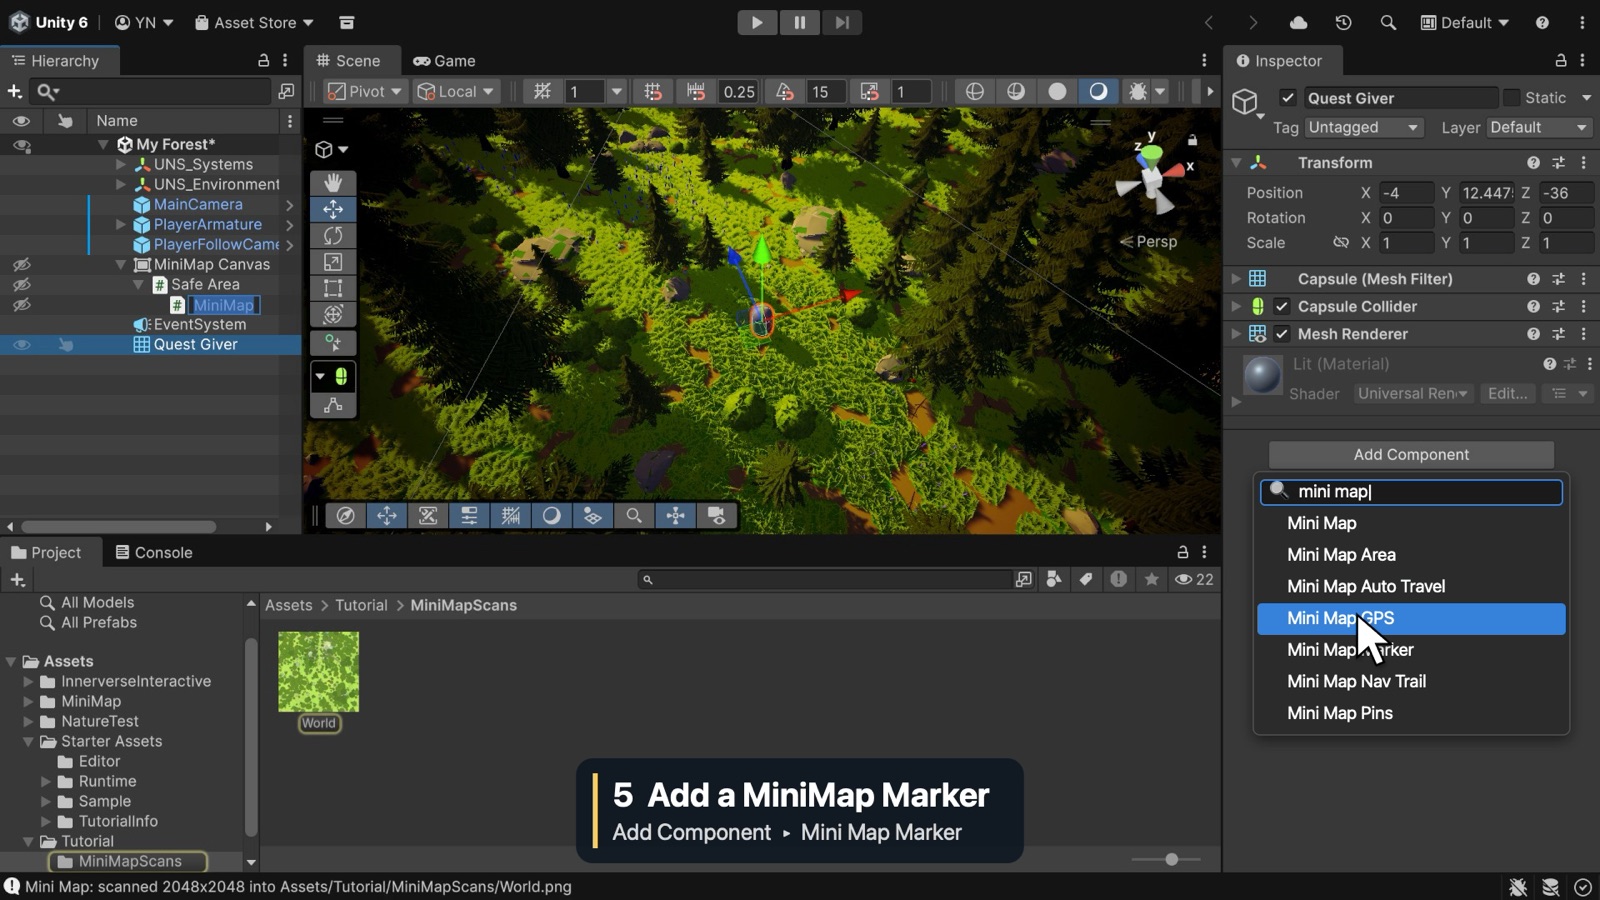 Unity 6
YN
Asset Store
Default
Hierarchy
Scene
Game
Inspector
Pivot
Local
1
0.25
15
1
Quest Giver
Static
Tag
Untagged
Layer
Default
Name
My Forest*
UNS_Systems
UNS_Environment
MainCamera
PlayerArmature
PlayerFollowCame
MiniMap Canvas
Safe Area
MiniMap
EventSystem
Quest Giver
y
z
x
Persp
Transform
Position X -4 Y 12.447 Z -36
Rotation X 0 Y 0 Z 0
Scale X 1 Y 1 Z 1
Capsule (Mesh Filter)
Capsule Collider
Mesh Renderer
Lit (Material)
Shader
Universal Ren
Edit...
Add Component
mini map
Mini Map
Mini Map Area
Mini Map Auto Travel
Mini Map GPS
Mini Map Marker
Mini Map Nav Trail
Mini Map Pins
Project
Console
22
All Models
All Prefabs
Assets
InnerverseInteractive
MiniMap
NatureTest
Starter Assets
Editor
Runtime
Sample
TutorialInfo
Tutorial
MiniMapScans
Assets > Tutorial > MiniMapScans
World
5 Add a MiniMap Marker
Add Component ▸ Mini Map Marker
Mini Map: scanned 2048x2048 into Assets/Tutorial/MiniMapScans/World.png